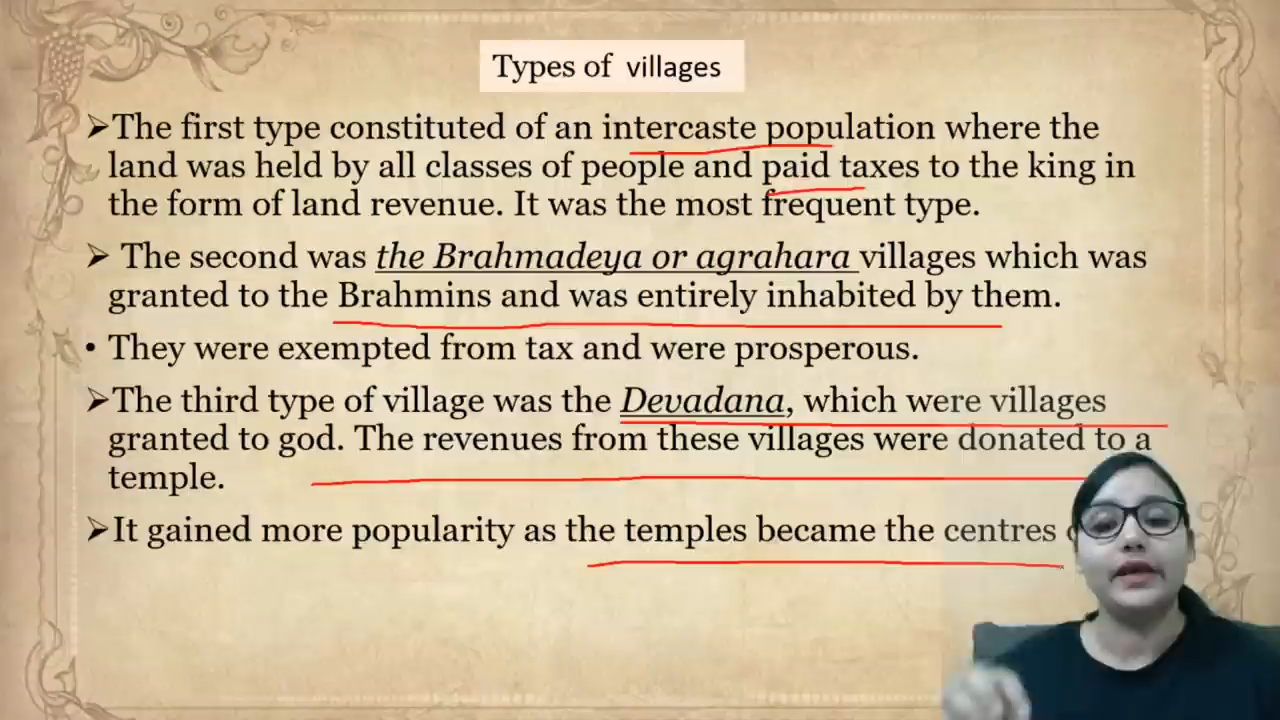 Types of villages
➢The first type constituted of an intercaste population where the
land was held by all classes of people and paid taxes to the king in
the form of land revenue. It was the most frequent type.
➢ The second was the Brahmadeya or agrahara villages which was
granted to the Brahmins and was entirely inhabited by them.
• They were exempted from tax and were prosperous.
➢The third type of village was the Devadana, which were villages
granted to god. The revenues from these villages were donated to a
temple.
➢It gained more popularity as the temples became the centres